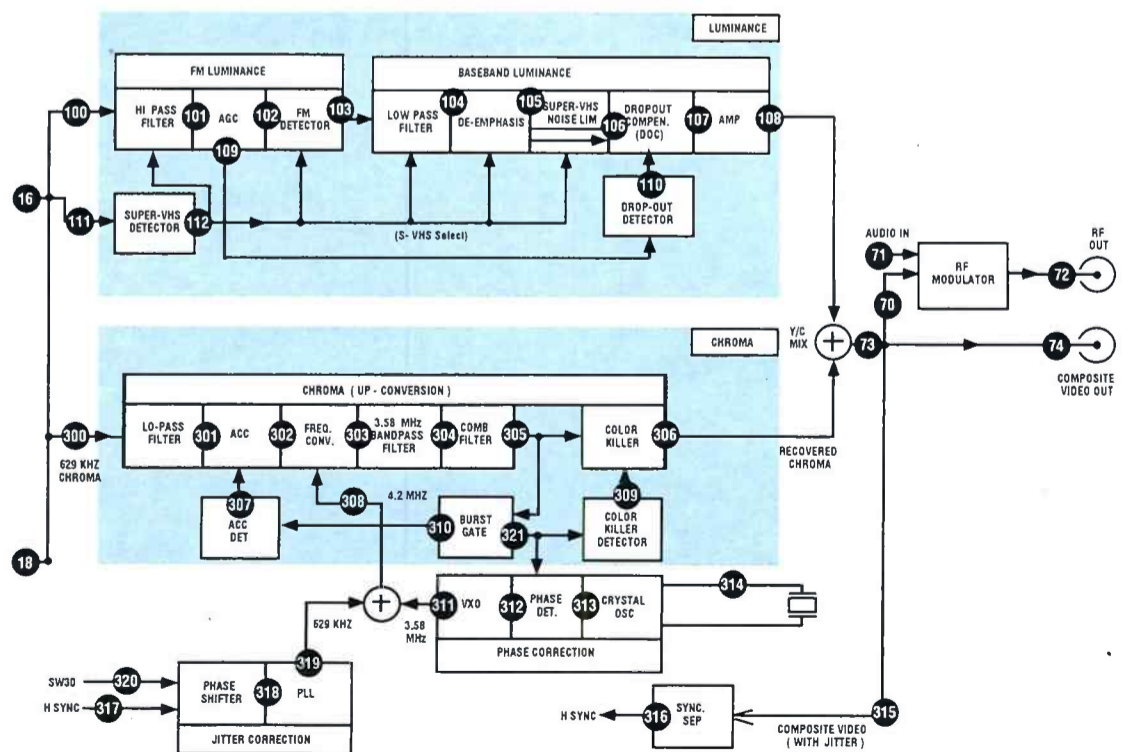 LUMINANCE
FM LUMINANCE
BASEBAND LUMINANCE
100
HI PASS
FILTER
101
AGC
102
FM
DETECTOR
103
LOW PASS
FILTER
104
DE-EMPHASIS
105
SUPER-VHS
NOISE LIM
106
DROPOUT
COMPEN.
(DOC)
107
AMP
108
109
110
16
111
SUPER-VHS
DETECTOR
112
(S- VHS Select)
DROP-OUT
DETECTOR
AUDIO IN
71
RF
MODULATOR
72
RF
OUT
70
Y/C
MIX
+
73
74
COMPOSITE
VIDEO OUT
CHROMA
CHROMA ( UP - CONVERSION )
300
629 KHZ
CHROMA
LO-PASS
FILTER
301
ACC
302
FREQ.
CONV.
303
3.58 MHz
BANDPASS
FILTER
304
COMB
FILTER
305
COLOR
KILLER
306
RECOVERED
CHROMA
307
ACC
DET
308
4.2 MHZ
310
BURST
GATE
321
309
COLOR
KILLER
DETECTOR
18
+
629 KHZ
3.58
MHz
311
VXO
312
PHASE
DET.
313
CRYSTAL
OSC
314
PHASE CORRECTION
319
SW30
320
H SYNC
317
PHASE
SHIFTER
318
PLL
JITTER CORRECTION
H SYNC
316
SYNC.
SEP
315
COMPOSITE VIDEO
( WITH JITTER )